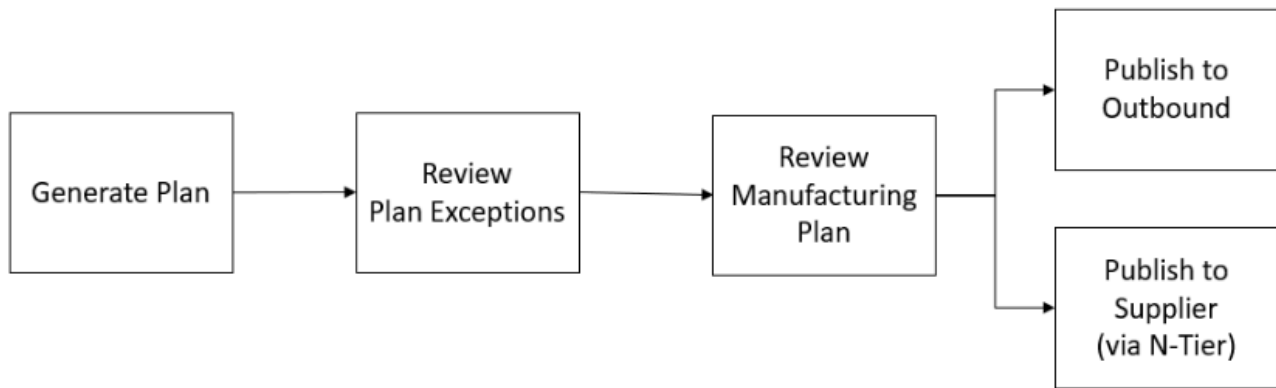 Generate Plan
Review
Plan Exceptions
Review
Manufacturing
Plan
Publish to
Outbound
Publish to
Supplier
(via N-Tier)